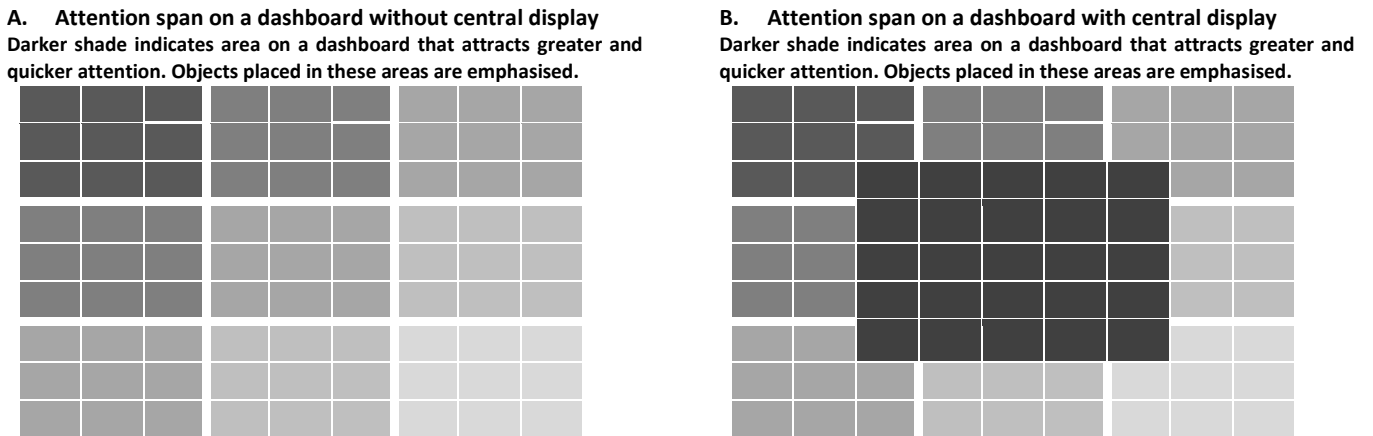 A. Attention span on a dashboard without central display
Darker shade indicates area on a dashboard that attracts greater and
quicker attention. Objects placed in these areas are emphasised.
B. Attention span on a dashboard with central display
Darker shade indicates area on a dashboard that attracts greater and
quicker attention. Objects placed in these areas are emphasised.